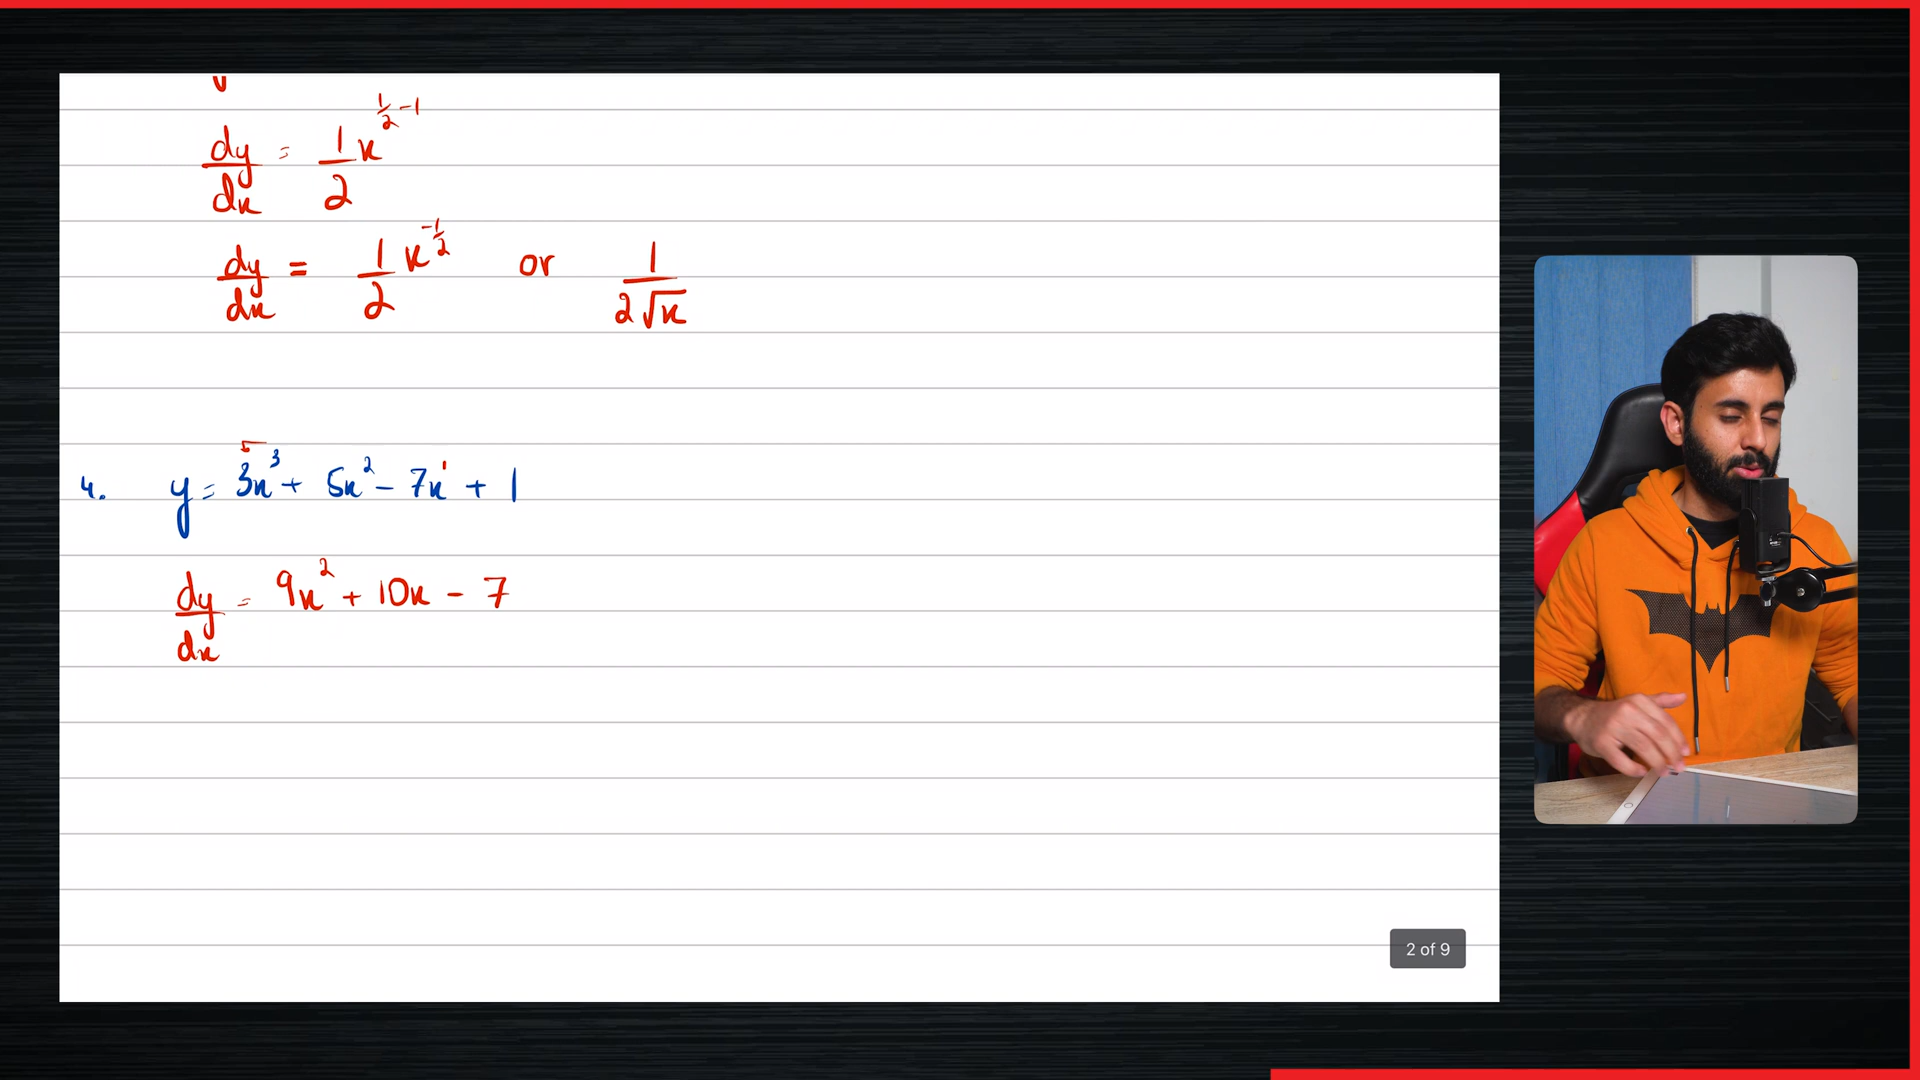 dy/dx = 1/2 x^(1/2 - 1)
dy/dx = 1/2 x^(-1/2) or 1/(2√x)
4. y = 3x³ + 5x² - 7x¹ + 1
dy/dx = 9x² + 10x - 7
2 of 9